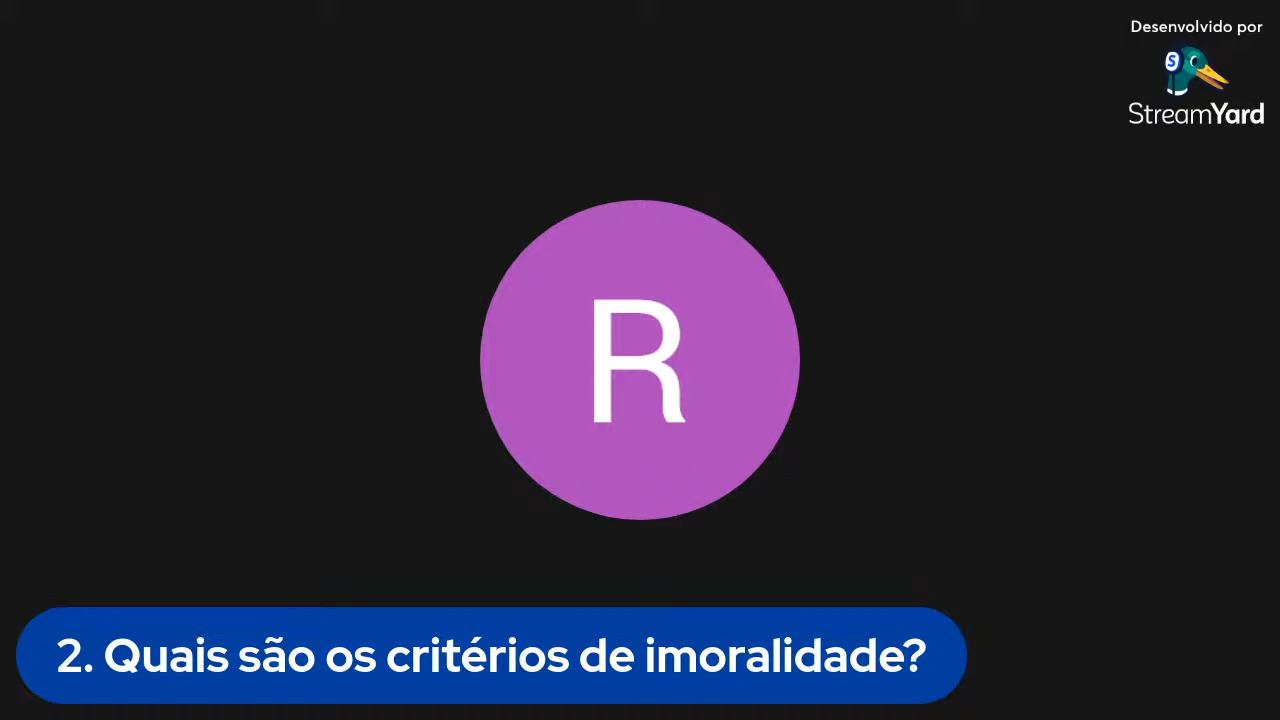 Desenvolvido por
S
StreamYard
R
2. Quais são os critérios de imoralidade?